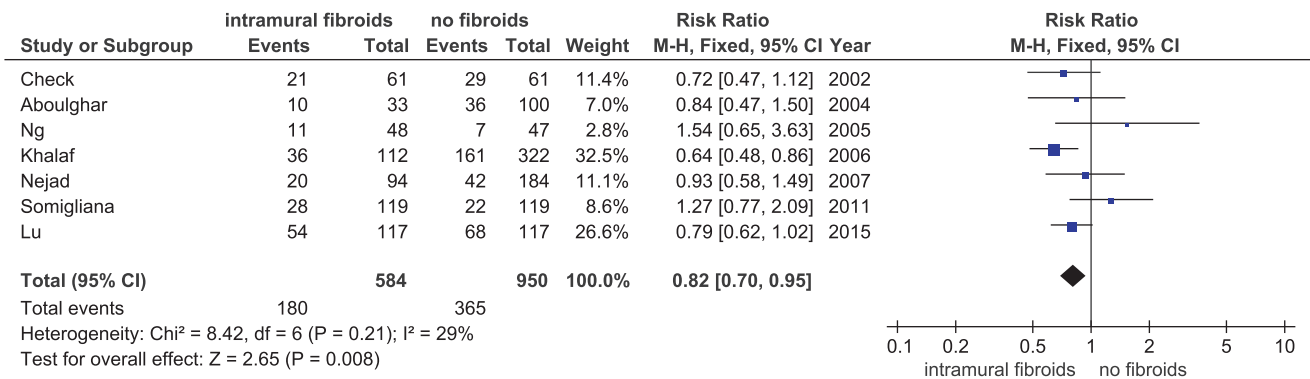 intramural fibroids no fibroids Risk Ratio Risk Ratio
Study or Subgroup Events Total Events Total Weight M-H, Fixed, 95% CI Year M-H, Fixed, 95% CI
Check 21 61 29 61 11.4% 0.72 [0.47, 1.12] 2002
Aboulghar 10 33 36 100 7.0% 0.84 [0.47, 1.50] 2004
Ng 11 48 7 47 2.8% 1.54 [0.65, 3.63] 2005
Khalaf 36 112 161 322 32.5% 0.64 [0.48, 0.86] 2006
Nejad 20 94 42 184 11.1% 0.93 [0.58, 1.49] 2007
Somigliana 28 119 22 119 8.6% 1.27 [0.77, 2.09] 2011
Lu 54 117 68 117 26.6% 0.79 [0.62, 1.02] 2015
Total (95% CI) 584 950 100.0% 0.82 [0.70, 0.95]
Total events 180 365
Heterogeneity: Chi² = 8.42, df = 6 (P = 0.21); I² = 29%
Test for overall effect: Z = 2.65 (P = 0.008)
0.1 0.2 0.5 1 2 5 10
intramural fibroids no fibroids